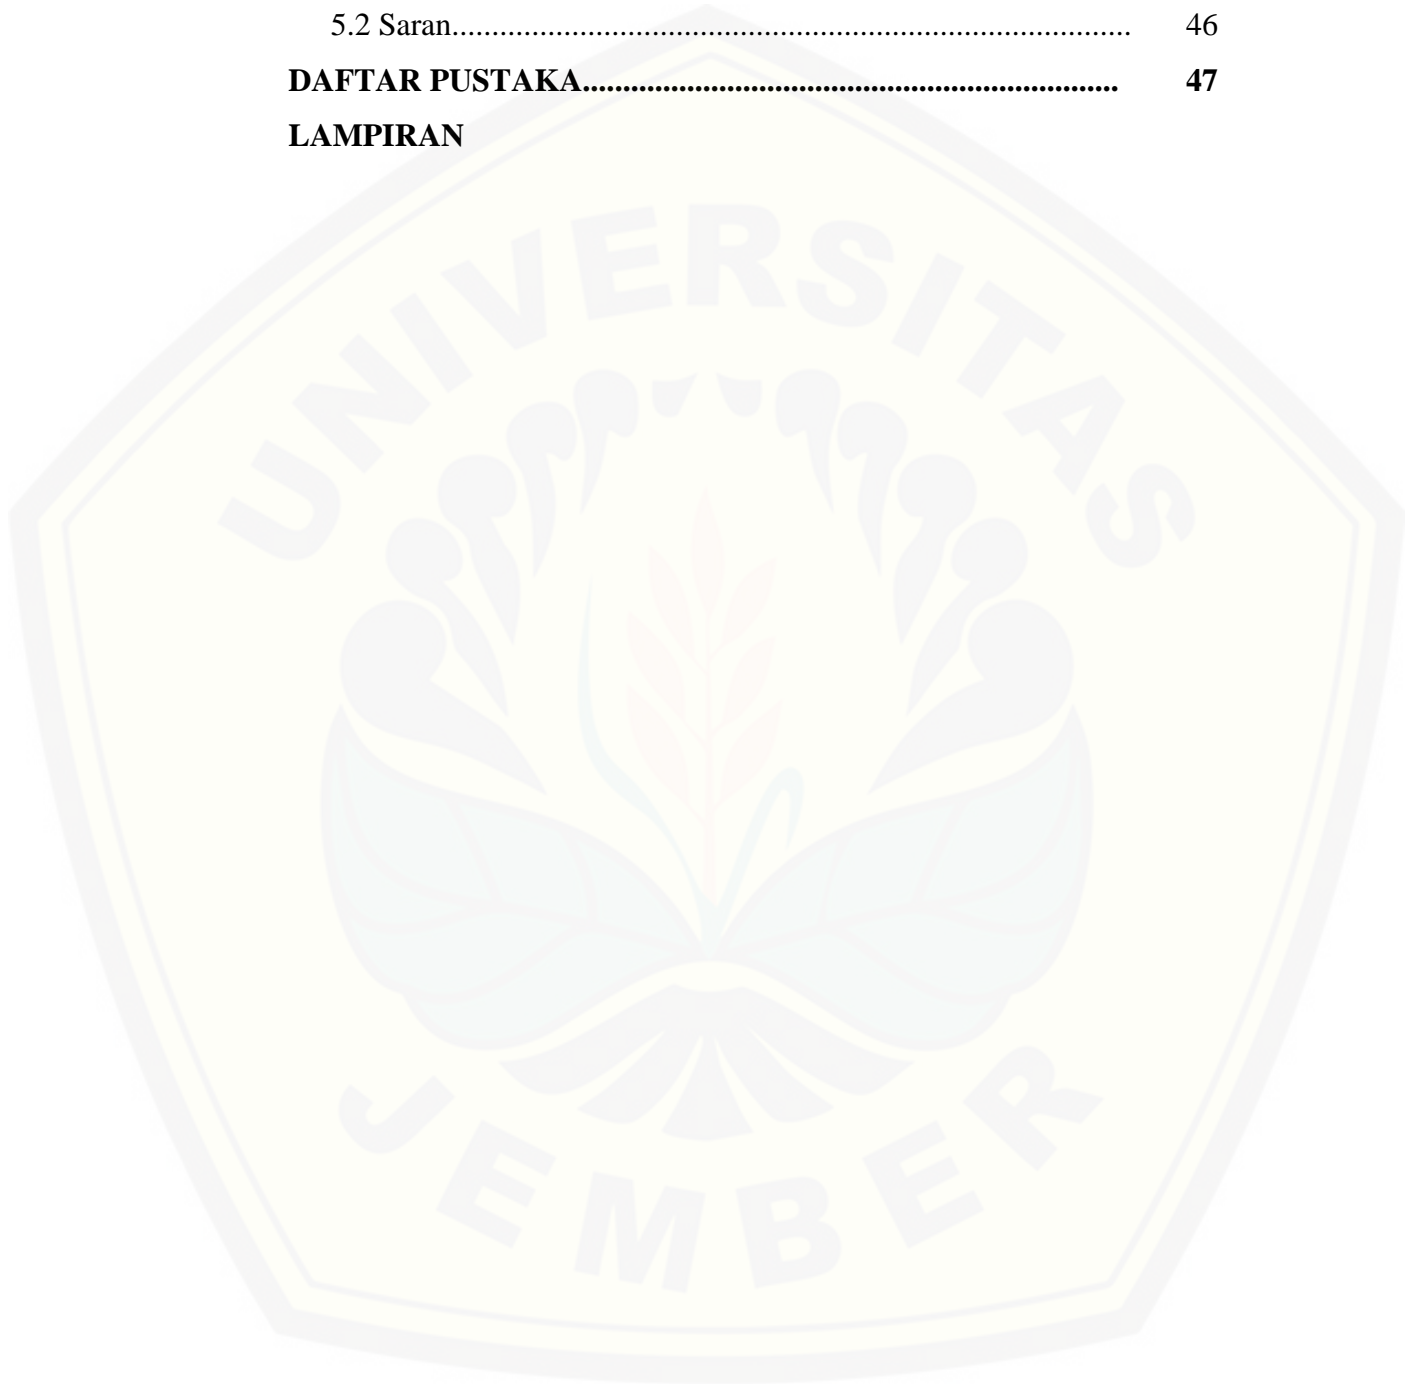 5.2 Saran..................................................................................... 46
DAFTAR PUSTAKA................................................................... 47
LAMPIRAN
UNIVERSITAS
JEMBER